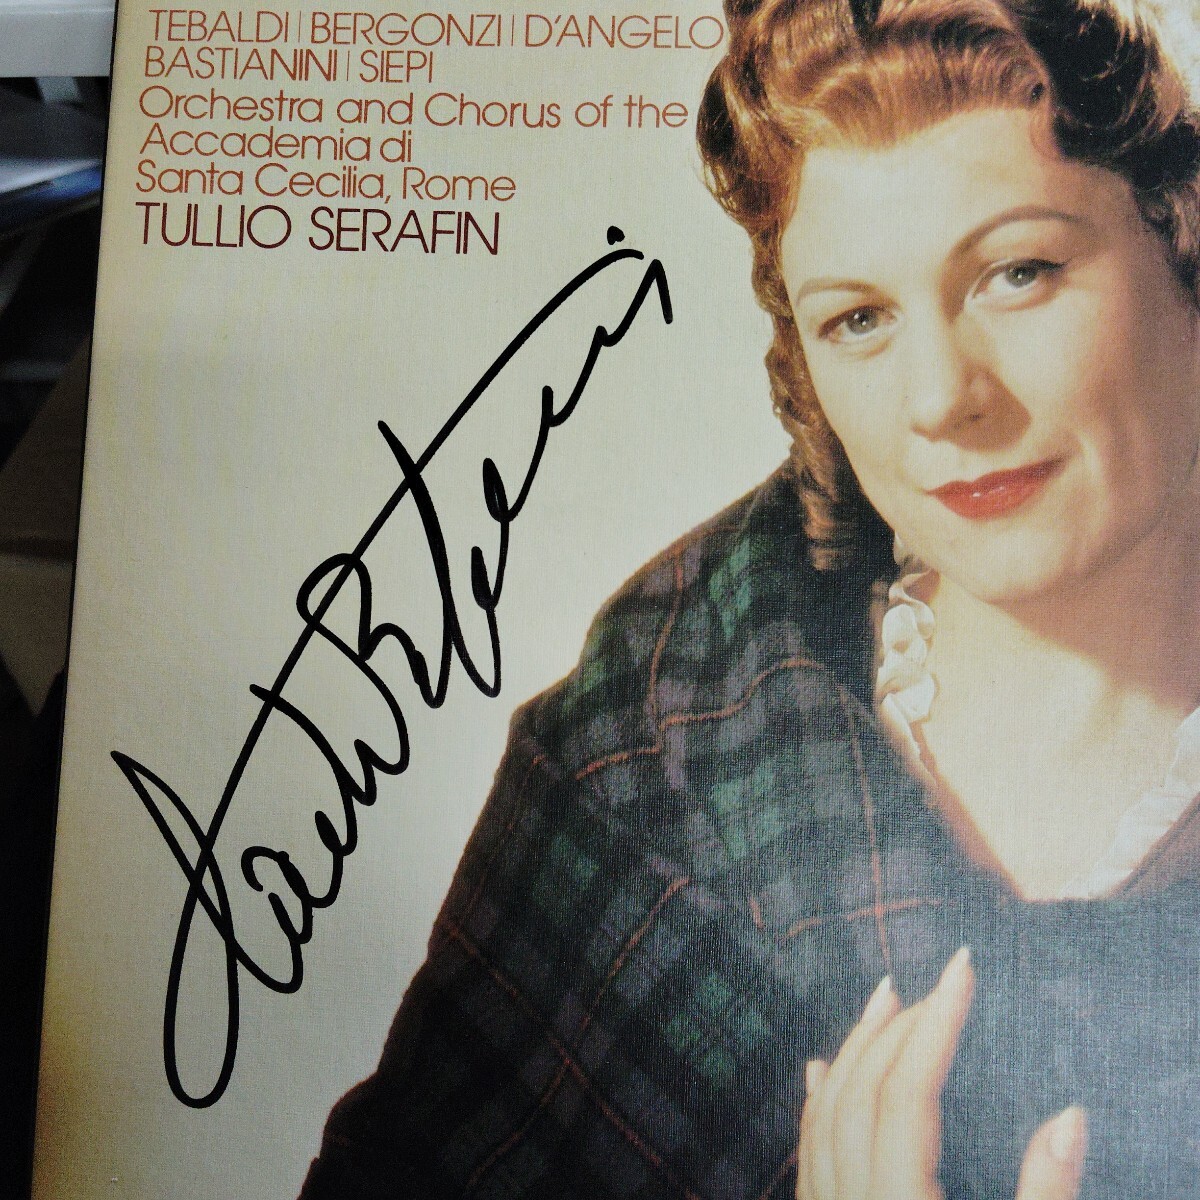 TEBALDI | BERGONZI | D'ANGELO
BASTIANINI | SIEPI
Orchestra and Chorus of the
Accademia di
Santa Cecilia, Rome
TULLIO SERAFIN